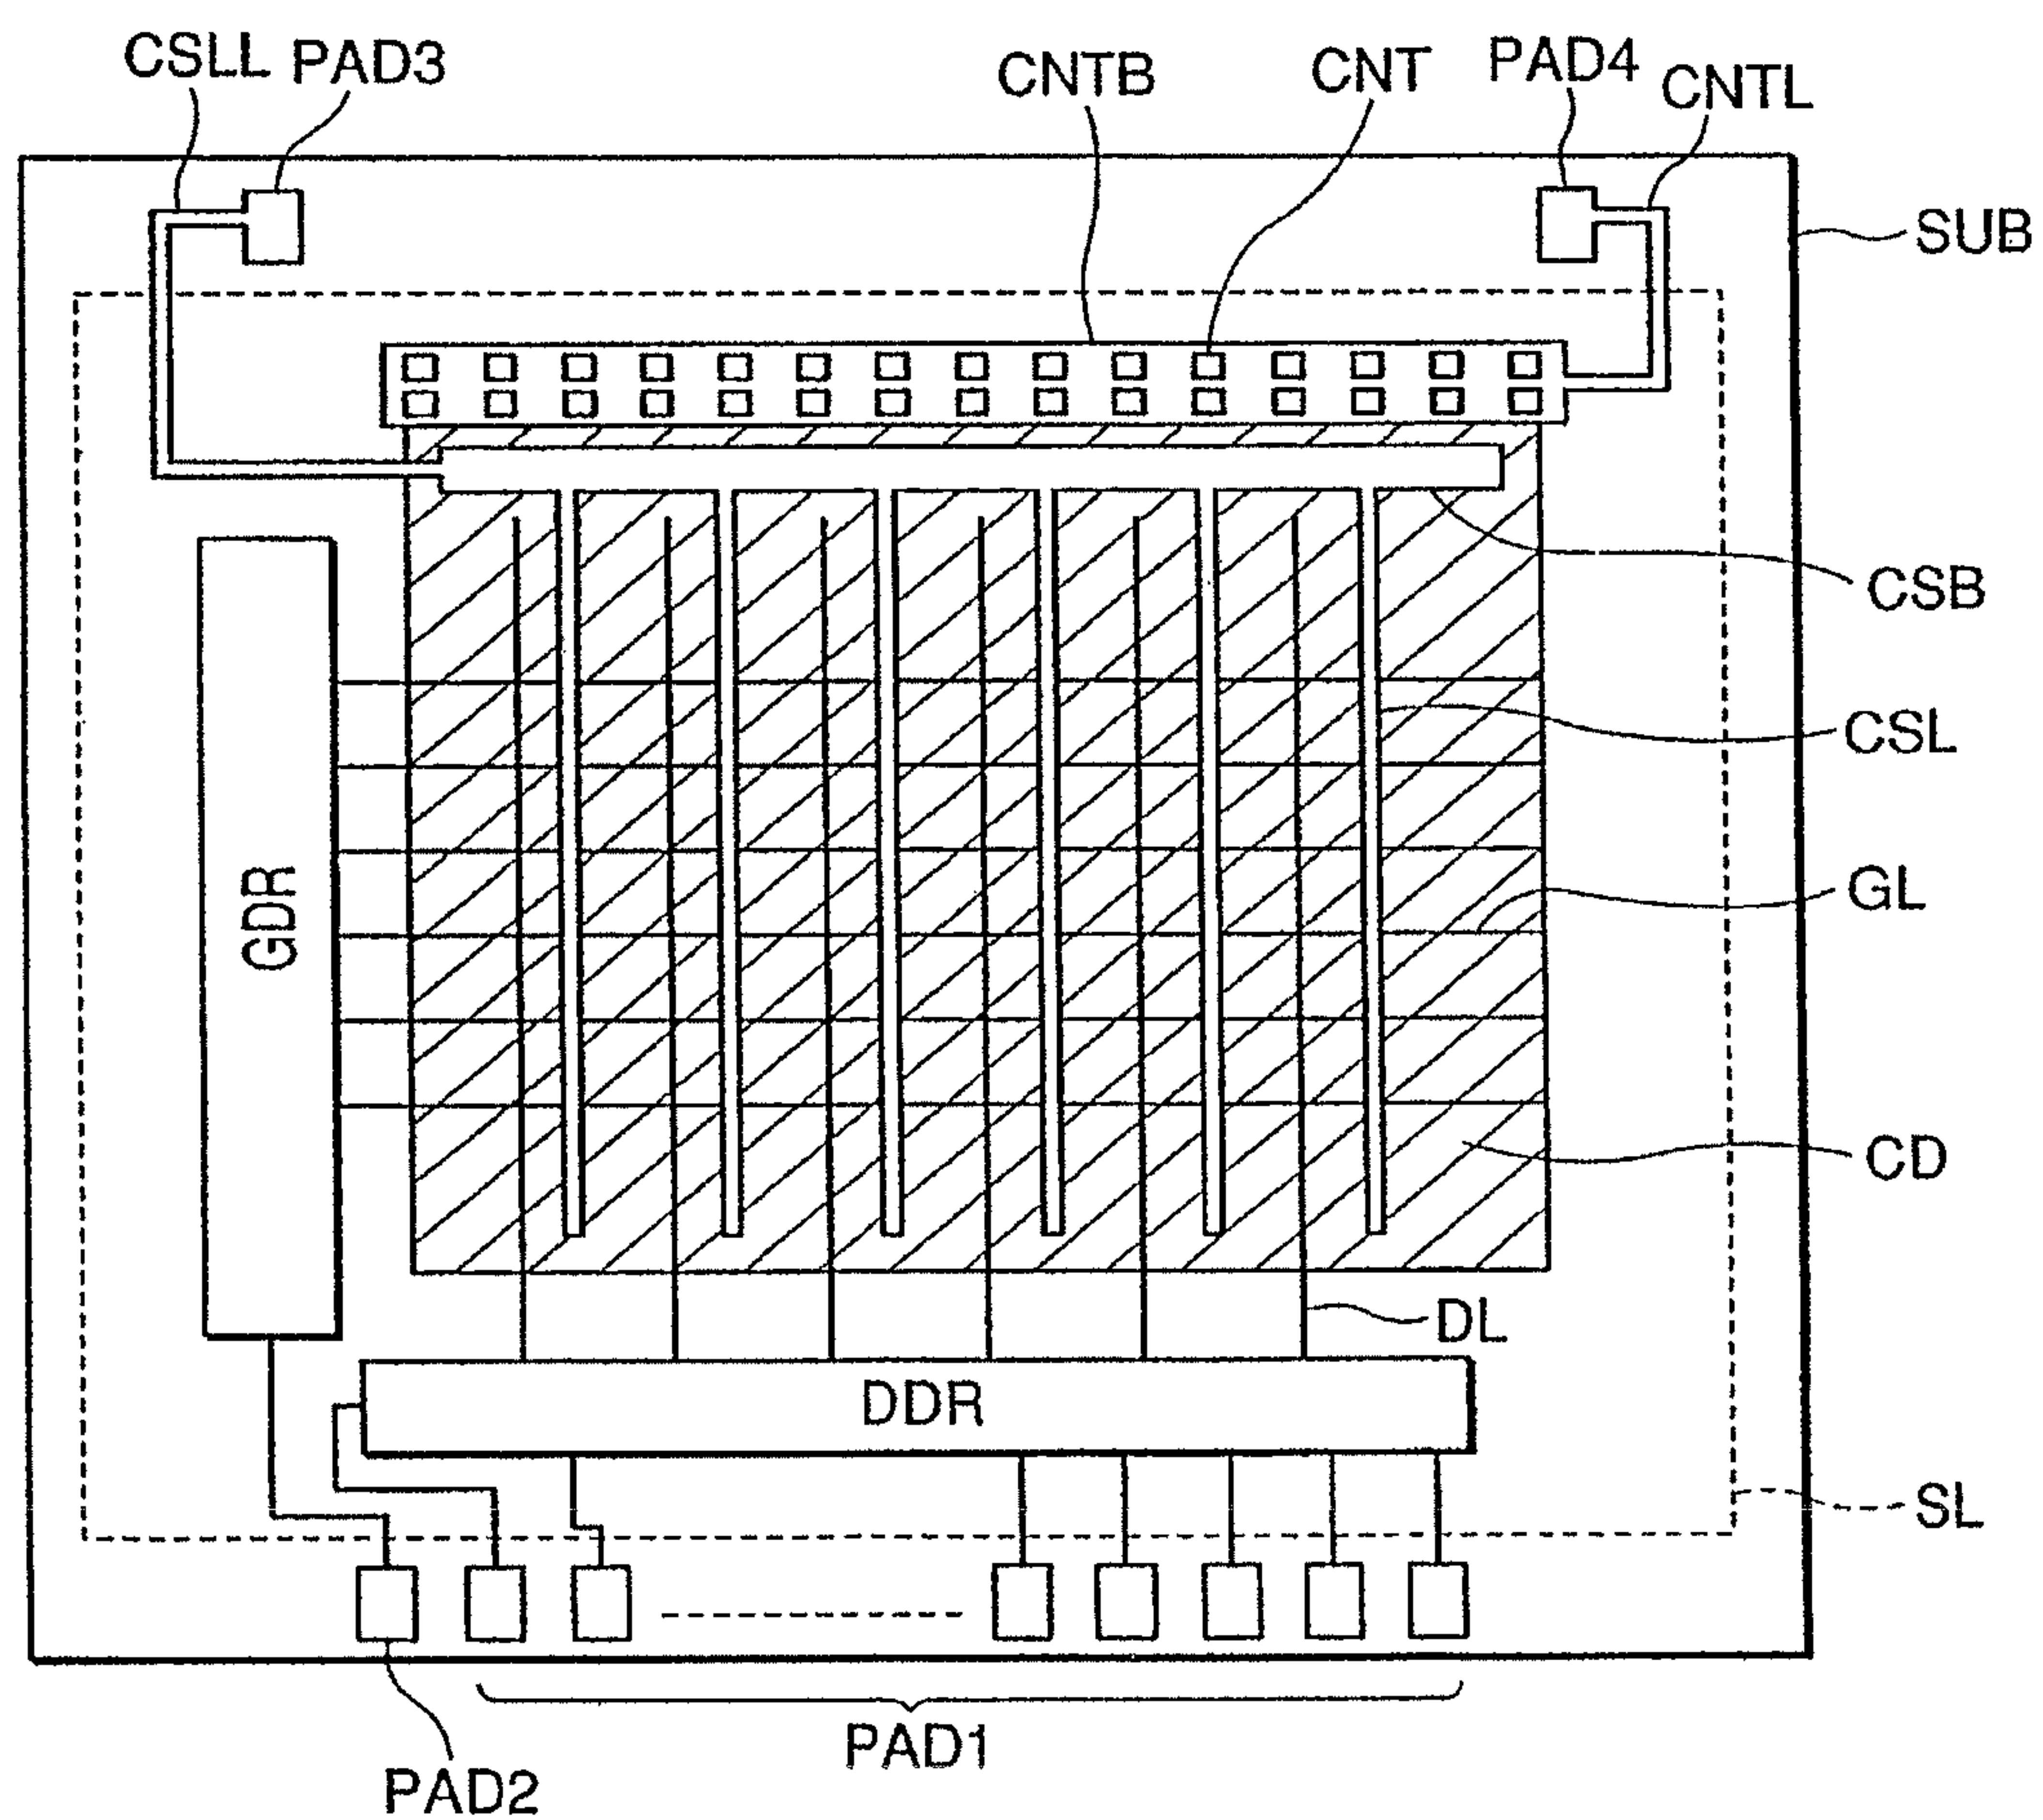 CSLL PAD3 CNTB CNT PAD4 CNTL
SUB
CSB
CSL
GDR
GL
CD
DL
DDR
SL
PAD1
PAD2